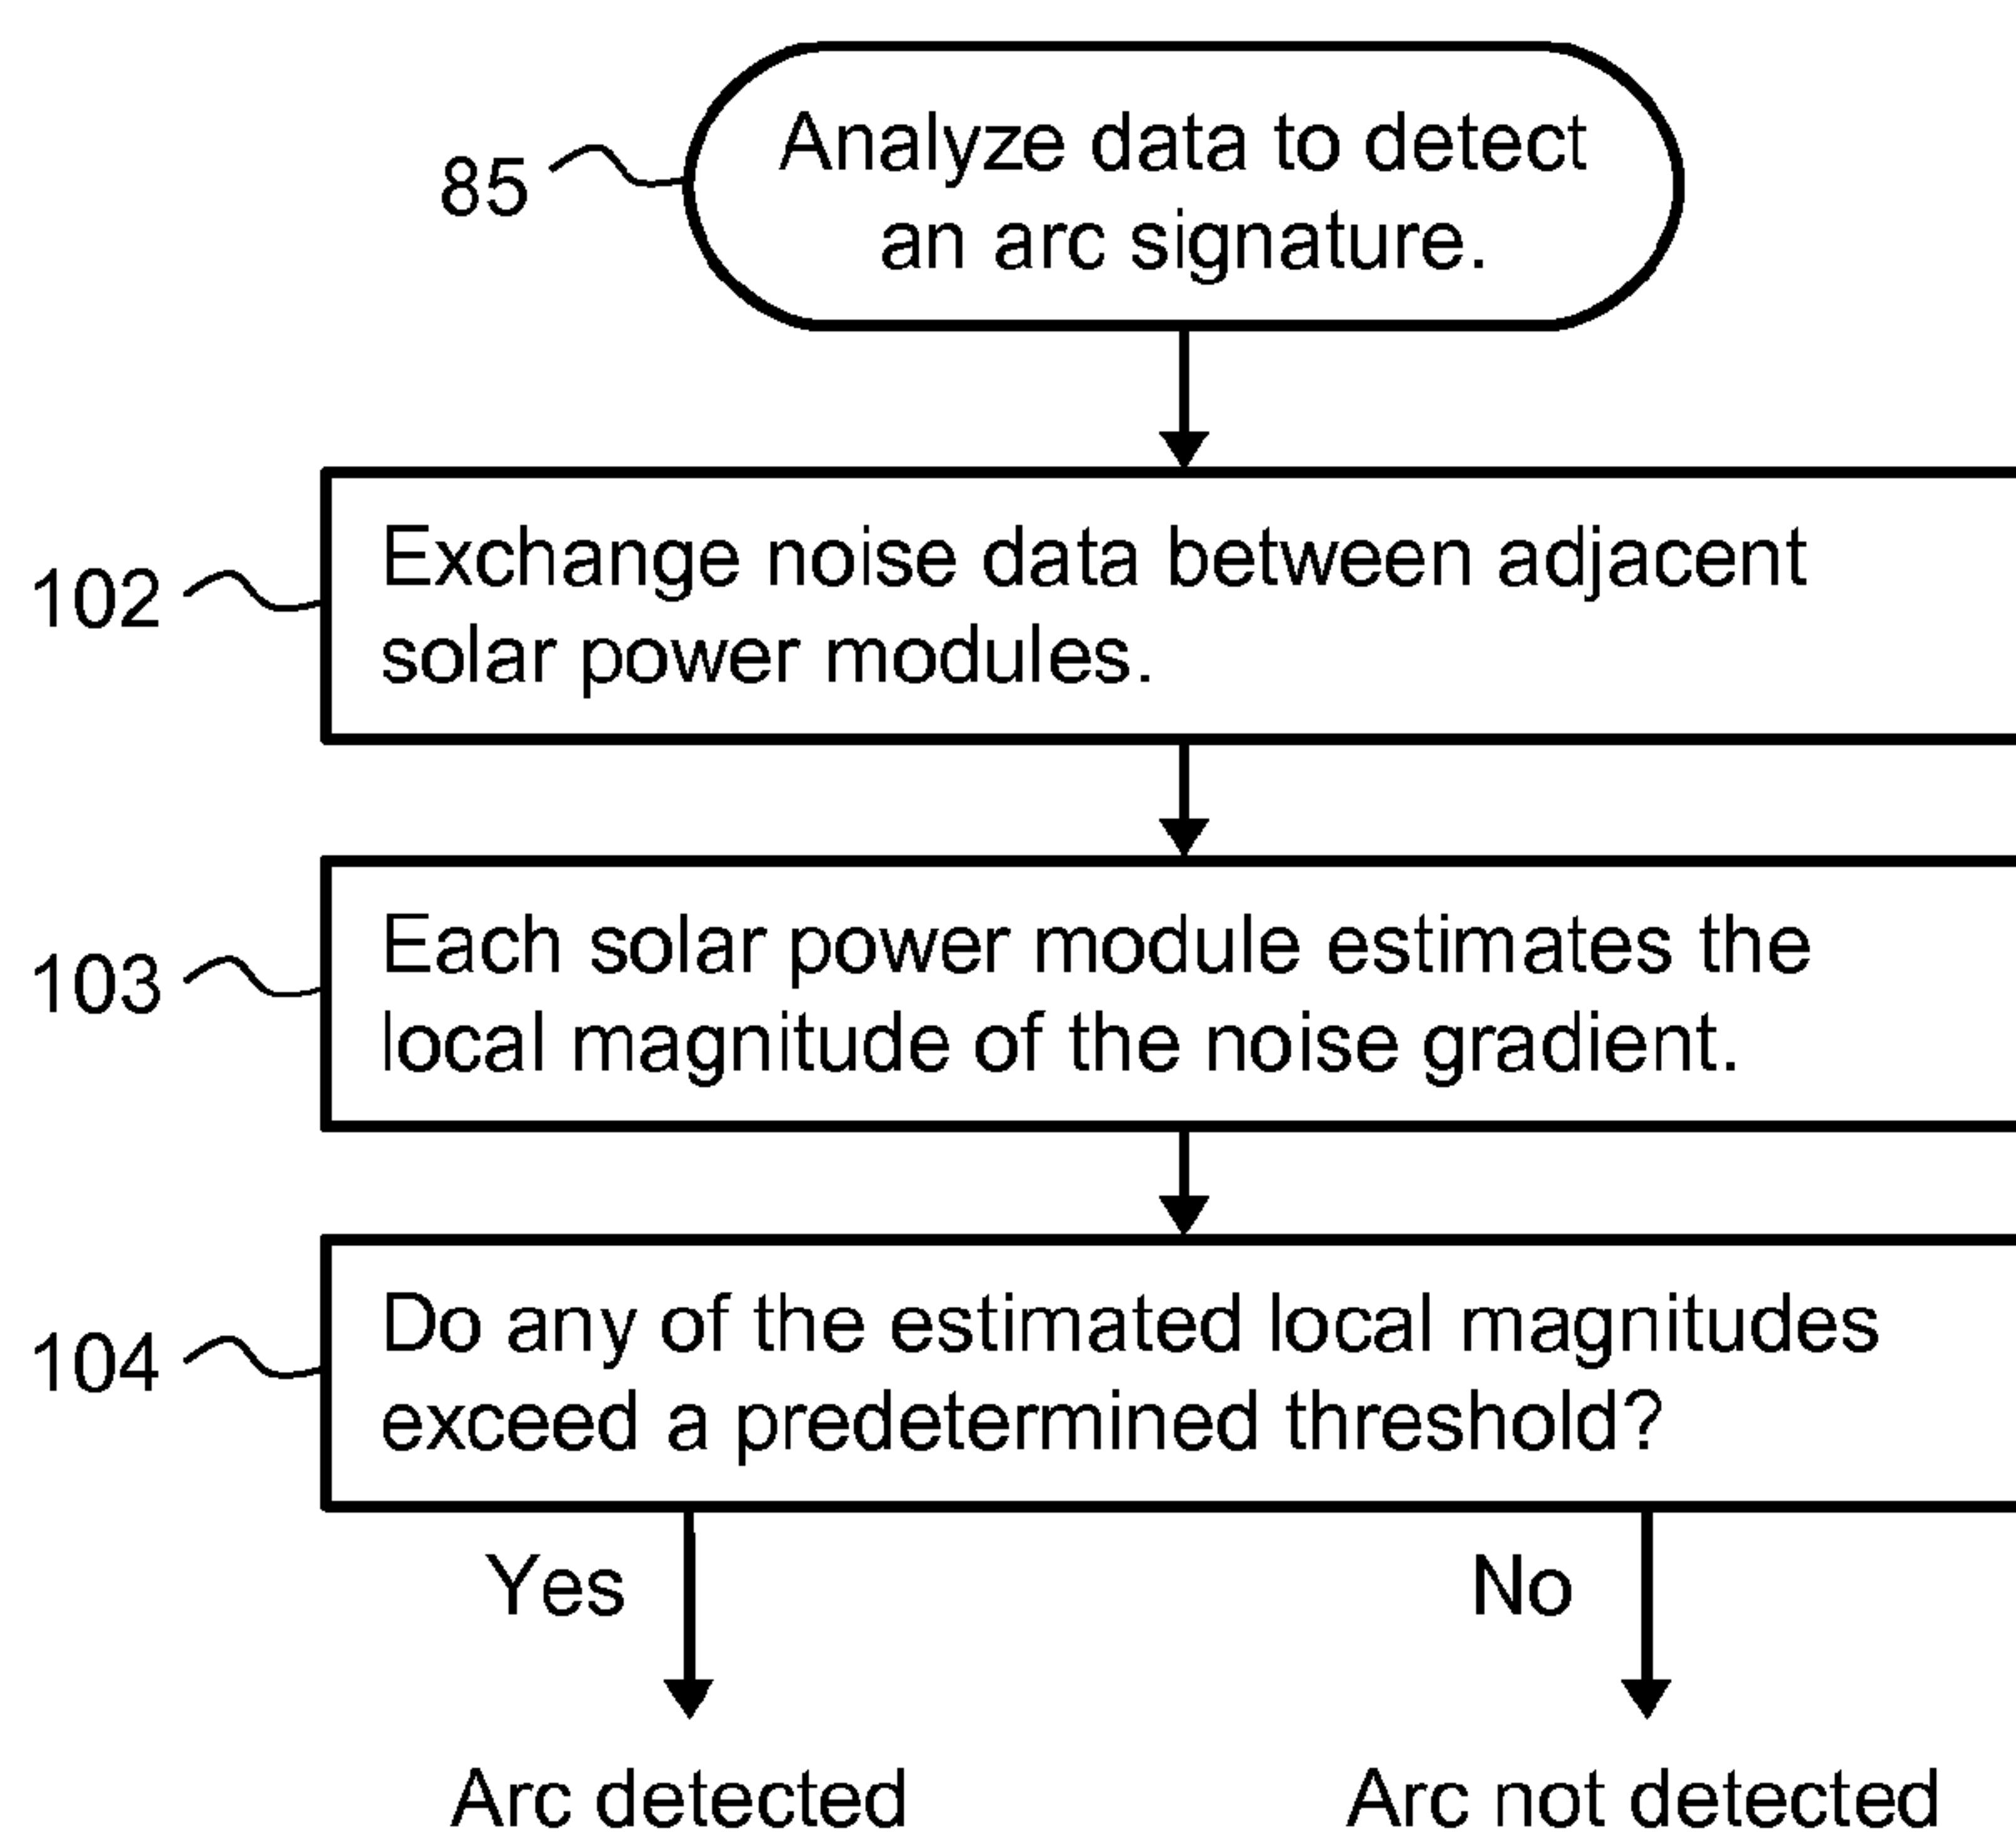 85
Analyze data to detect
an arc signature.
102
Exchange noise data between adjacent
solar power modules.
103
Each solar power module estimates the
local magnitude of the noise gradient.
104
Do any of the estimated local magnitudes
exceed a predetermined threshold?
Yes
No
Arc detected
Arc not detected